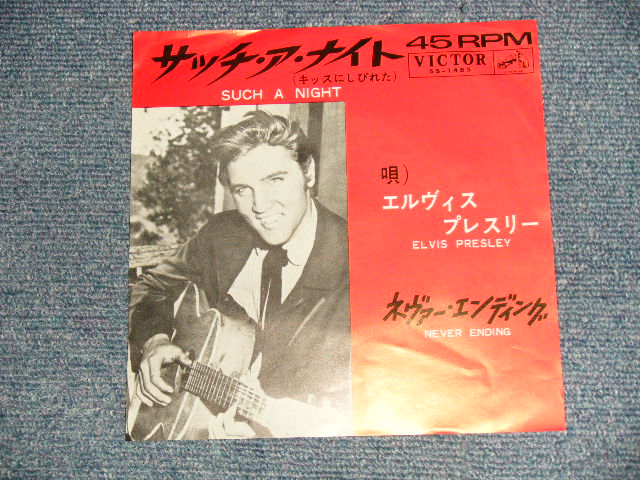 サッチ・ア・ナイト
(キッスにしびれた)
SUCH A NIGHT
45 RPM
VICTOR
SS-1485
唄)
エルヴィス
プレスリー
ELVIS PRESLEY
ネヴァー・エンディング
NEVER ENDING